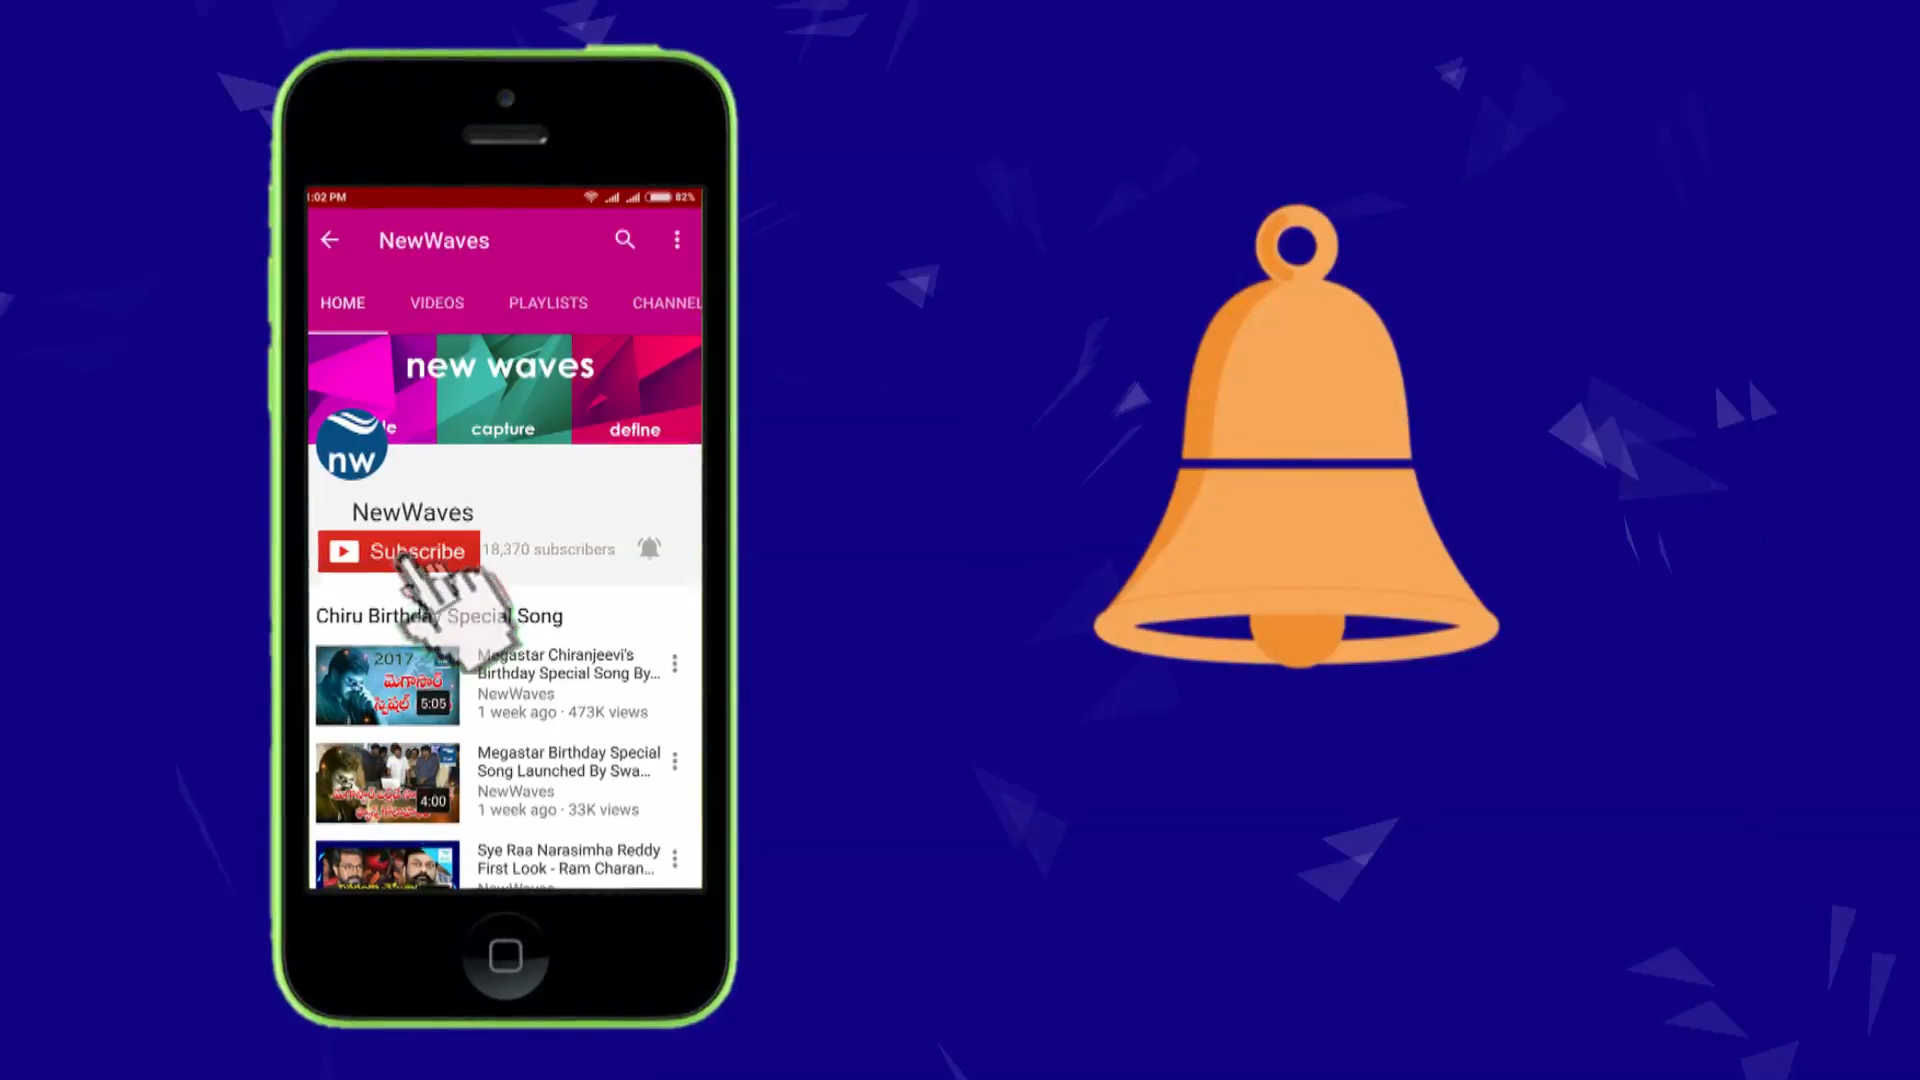 1:02 PM
82%
NewWaves
HOME VIDEOS PLAYLISTS CHANNEL
new waves
capture
define
nw
NewWaves
Subscribe
18,370 subscribers
Chiru Birthday Special Song
2017
మెగాస్టార్
స్పెషల్
5:05
Megastar Chiranjeevi's
Birthday Special Song By...
NewWaves
1 week ago · 473K views
4:00
Megastar Birthday Special
Song Launched By Swa...
NewWaves
1 week ago · 33K views
Sye Raa Narasimha Reddy
First Look - Ram Charan...
NewWaves